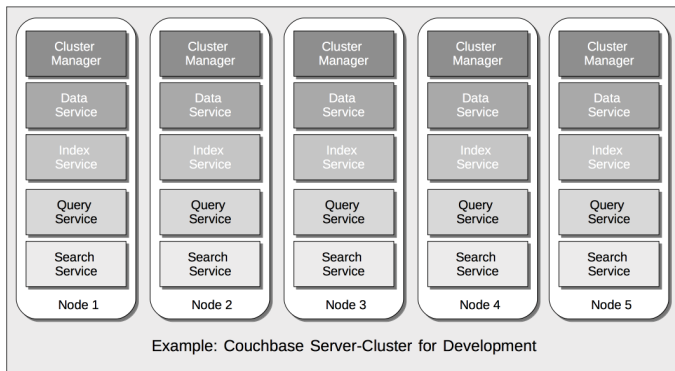 Cluster
Manager
Data
Service
Index
Service
Query
Service
Search
Service
Node 1
Cluster
Manager
Data
Service
Index
Service
Query
Service
Search
Service
Node 2
Cluster
Manager
Data
Service
Index
Service
Query
Service
Search
Service
Node 3
Cluster
Manager
Data
Service
Index
Service
Query
Service
Search
Service
Node 4
Cluster
Manager
Data
Service
Index
Service
Query
Service
Search
Service
Node 5
Example: Couchbase Server-Cluster for Development